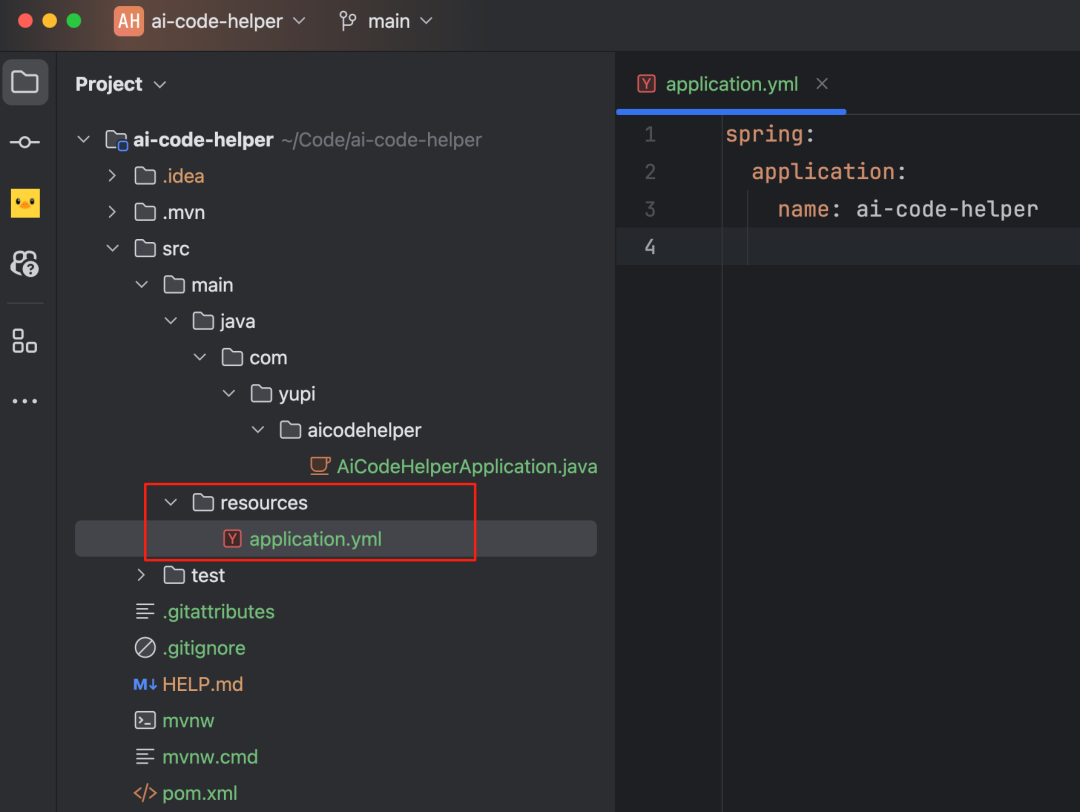 AH ai-code-helper main
Project
ai-code-helper ~/Code/ai-code-helper
.idea
.mvn
src
main
java
com
yupi
aicodehelper
AiCodeHelperApplication.java
resources
Y application.yml
test
.gitattributes
.gitignore
M↓ HELP.md
mvnw
mvnw.cmd
</> pom.xml
Y application.yml
1 spring:
2   application:
3     name: ai-code-helper
4